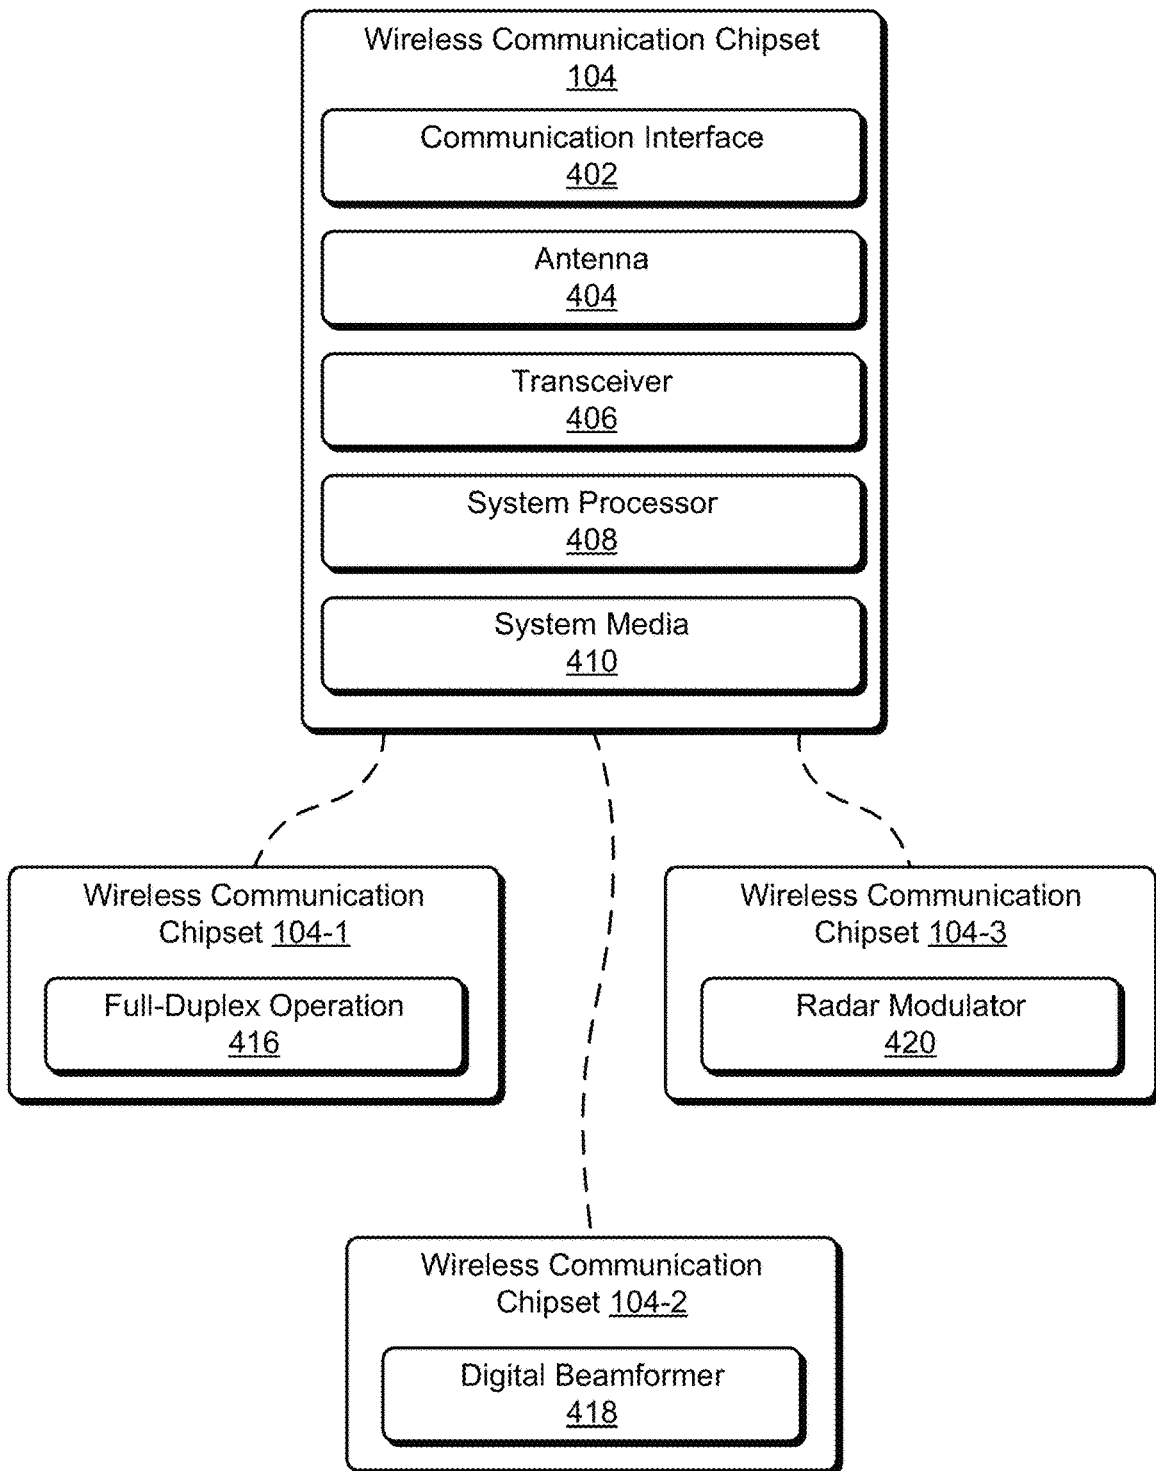 Wireless Communication Chipset
104
Communication Interface
402
Antenna
404
Transceiver
406
System Processor
408
System Media
410
Wireless Communication
Chipset 104-1
Full-Duplex Operation
416
Wireless Communication
Chipset 104-3
Radar Modulator
420
Wireless Communication
Chipset 104-2
Digital Beamformer
418